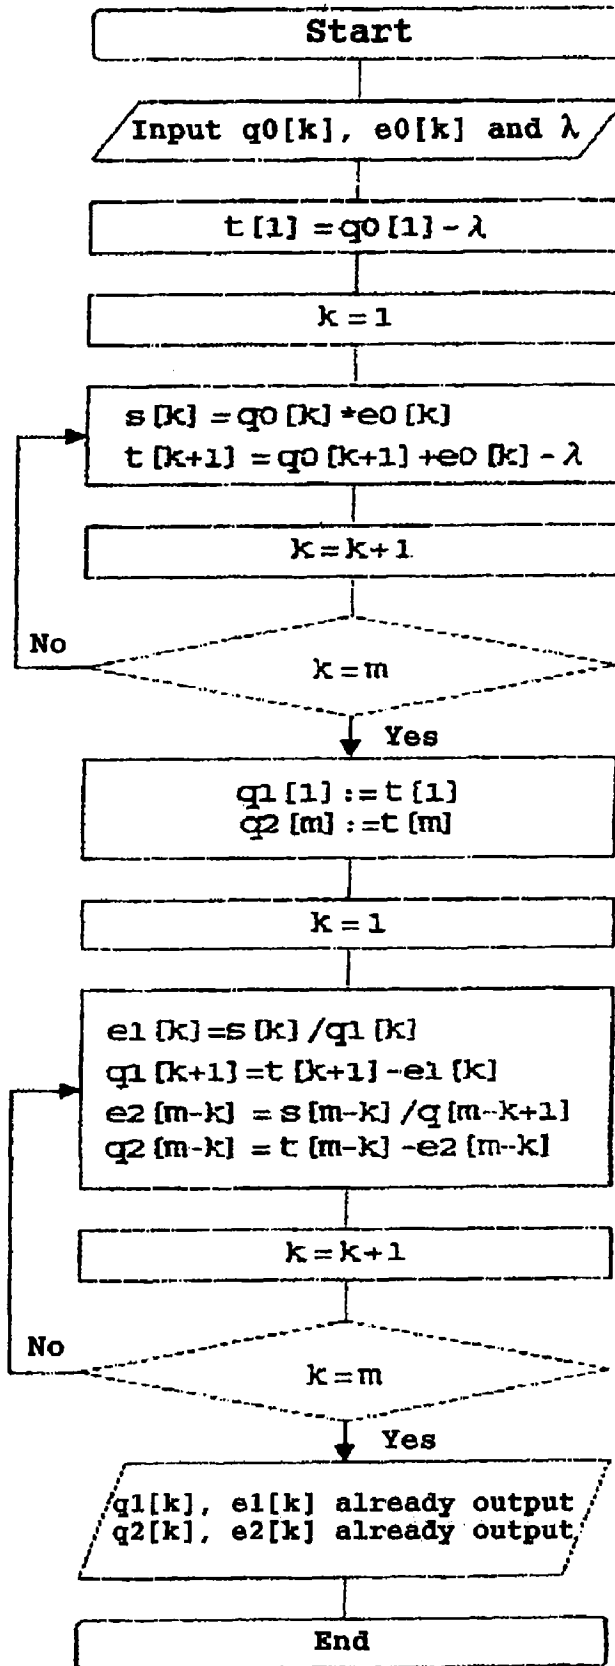 Start
Input q0[k], e0[k] and λ
t[1] = q0[1] - λ
k = 1
s[k] = q0[k] * e0[k]
t[k+1] = q0[k+1] + e0[k] - λ
k = k+1
No
k = m
Yes
q1[1] := t[1]
q2[m] := t[m]
k = 1
e1[k] = s[k] / q1[k]
q1[k+1] = t[k+1] - e1[k]
e2[m-k] = s[m-k] / q[m-k+1]
q2[m-k] = t[m-k] - e2[m-k]
k = k+1
No
k = m
Yes
q1[k], e1[k] already output
q2[k], e2[k] already output
End